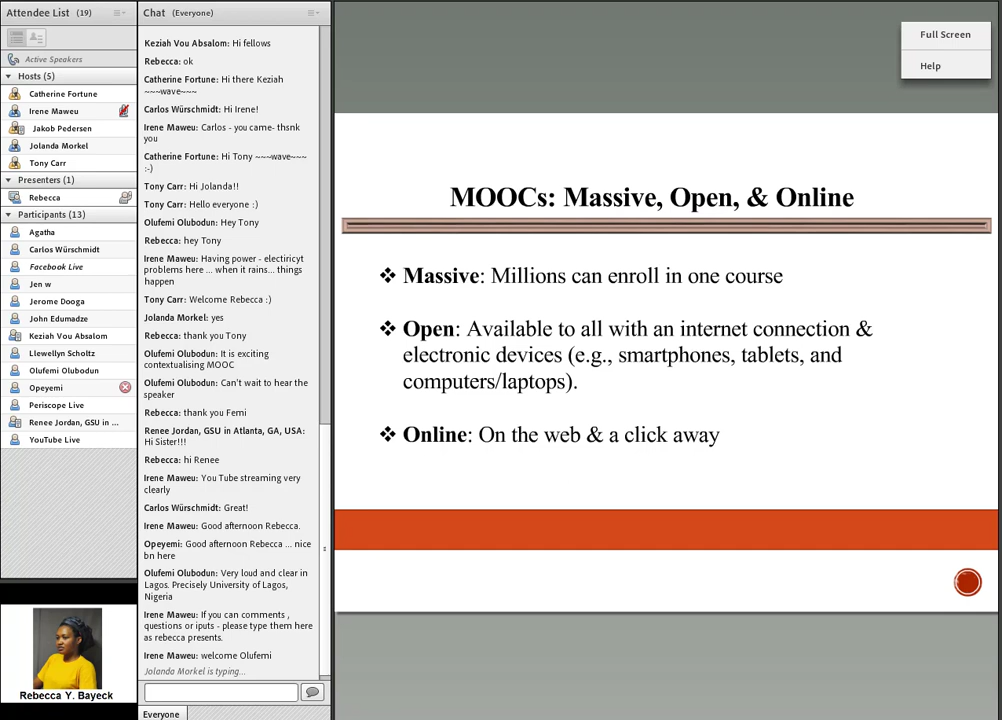 Attendee List (19)
Active Speakers
Hosts (5)
Catherine Fortune
Irene Maweu
Jakob Pedersen
Jolanda Morkel
Tony Carr
Presenters (1)
Rebecca
Participants (13)
Agatha
Carlos Würschmidt
Facebook Live
Jen w
Jerome Dooga
John Edumadze
Keziah Vou Absalom
Llewellyn Scholtz
Olufemi Olubodun
Opeyemi
Periscope Live
Renee Jordan, GSU in ...
YouTube Live
Rebecca Y. Bayeck
Chat (Everyone)
Keziah Vou Absalom: Hi fellows
Rebecca: ok
Catherine Fortune: Hi there Keziah
~~~wave~~~
Carlos Würschmidt: Hi Irene!
Irene Maweu: Carlos - you came- thsnk
you
Catherine Fortune: Hi Tony ~~~wave~~~
:-)
Tony Carr: Hi Jolanda!!
Tony Carr: Hello everyone :)
Olufemi Olubodun: Hey Tony
Rebecca: hey Tony
Irene Maweu: Having power - electiricyt
problems here ... when it rains... things
happen
Tony Carr: Welcome Rebecca :)
Jolanda Morkel: yes
Rebecca: thank you Tony
Olufemi Olubodun: It is exciting
contextualising MOOC
Olufemi Olubodun: Can't wait to hear the
speaker
Rebecca: thank you Femi
Renee Jordan, GSU in Atlanta, GA, USA:
Hi Sister!!!
Rebecca: hi Renee
Irene Maweu: You Tube streaming very
clearly
Carlos Würschmidt: Great!
Irene Maweu: Good afternoon Rebecca.
Opeyemi: Good afternoon Rebecca ... nice
bn here
Olufemi Olubodun: Very loud and clear in
Lagos. Precisely University of Lagos,
Nigeria
Irene Maweu: If you can comments ,
questions or iputs - please type them here
as rebecca presents.
Irene Maweu: welcome Olufemi
Jolanda Morkel is typing...
Everyone
Full Screen
Help
MOOCs: Massive, Open, & Online
❖ Massive: Millions can enroll in one course
❖ Open: Available to all with an internet connection &
electronic devices (e.g., smartphones, tablets, and
computers/laptops).
❖ Online: On the web & a click away